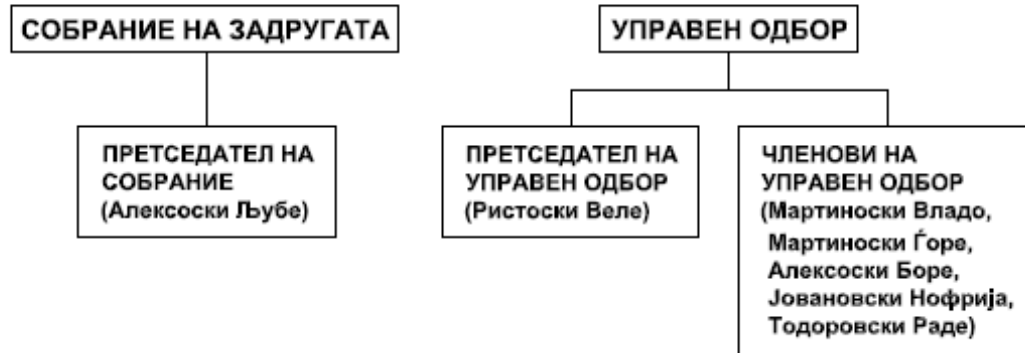 СОБРАНИЕ НА ЗАДРУГАТА
УПРАВЕН ОДБОР
ПРЕТСЕДАТЕЛ НА
СОБРАНИЕ
(Алексоски Љубе)
ПРЕТСЕДАТЕЛ НА
УПРАВЕН ОДБОР
(Ристоски Веле)
ЧЛЕНОВИ НА
УПРАВЕН ОДБОР
(Мартиноски Владо,
Мартиноски Ѓоре,
Алексоски Боре,
Јовановски Нофрија,
Тодоровски Раде)